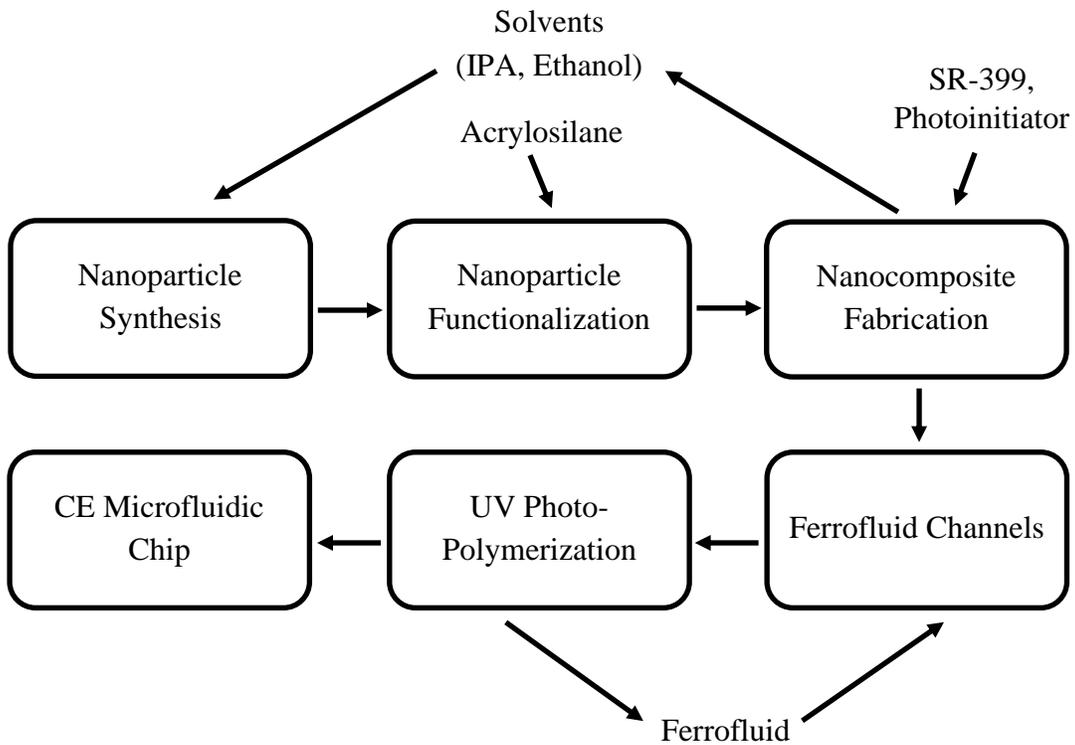 Solvents
(IPA, Ethanol)
SR-399,
Photoinitiator
Acrylosilane
Nanoparticle
Synthesis
Nanoparticle
Functionalization
Nanocomposite
Fabrication
CE Microfluidic
Chip
UV Photo-
Polymerization
Ferrofluid Channels
Ferrofluid